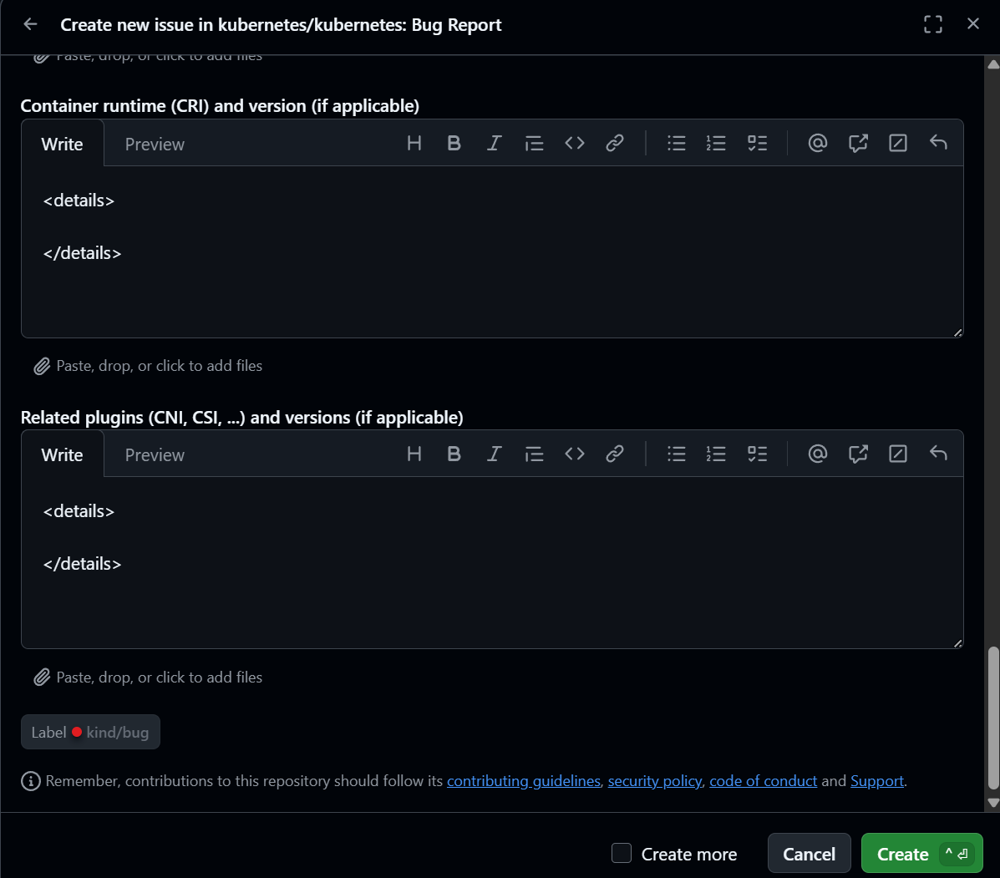 Create new issue in kubernetes/kubernetes: Bug Report
Paste, drop, or click to add files
Container runtime (CRI) and version (if applicable)
Write Preview
<details>
</details>
Paste, drop, or click to add files
Related plugins (CNI, CSI, ...) and versions (if applicable)
Write Preview
<details>
</details>
Paste, drop, or click to add files
Label kind/bug
Remember, contributions to this repository should follow its contributing guidelines, security policy, code of conduct and Support.
Create more Cancel Create